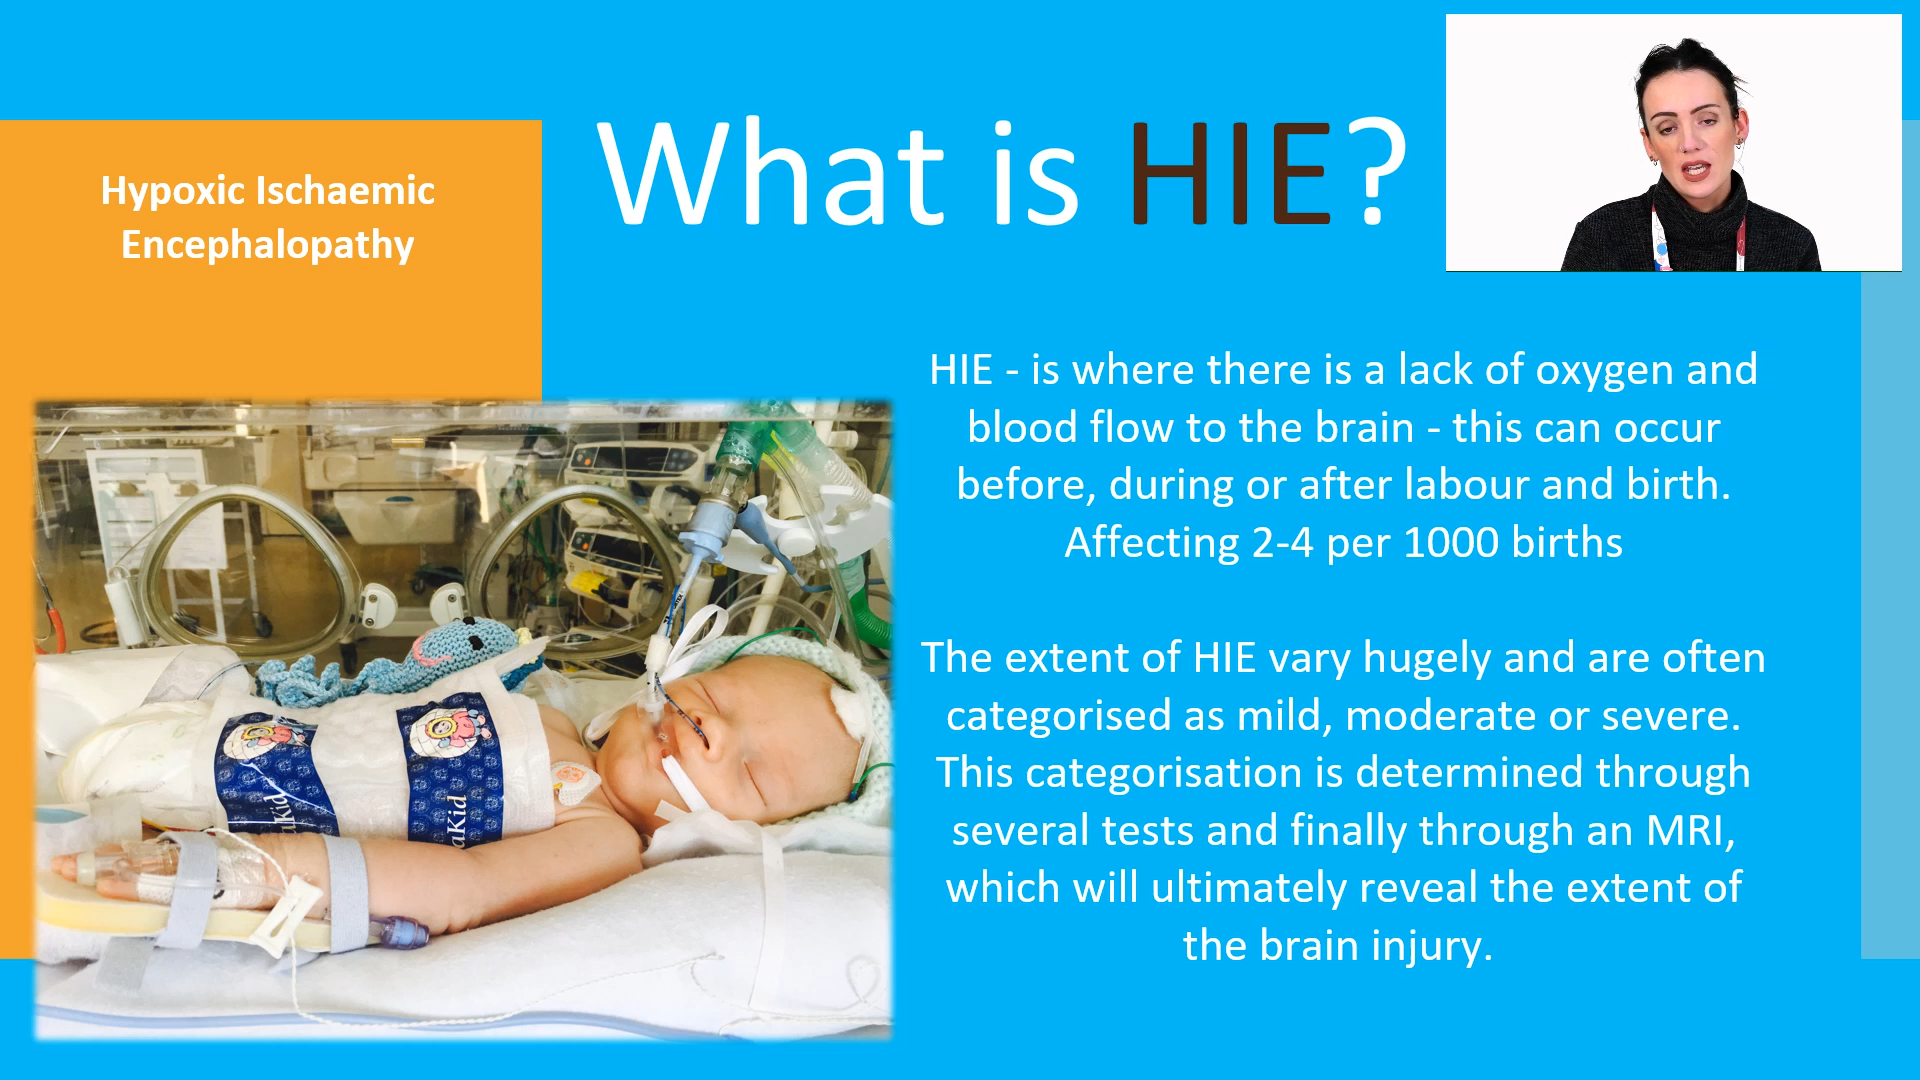 What is HIE?
Hypoxic Ischaemic
Encephalopathy
HIE - is where there is a lack of oxygen and
blood flow to the brain - this can occur
before, during or after labour and birth.
Affecting 2-4 per 1000 births
The extent of HIE vary hugely and are often
categorised as mild, moderate or severe.
This categorisation is determined through
several tests and finally through an MRI,
which will ultimately reveal the extent of
the brain injury.
aKid